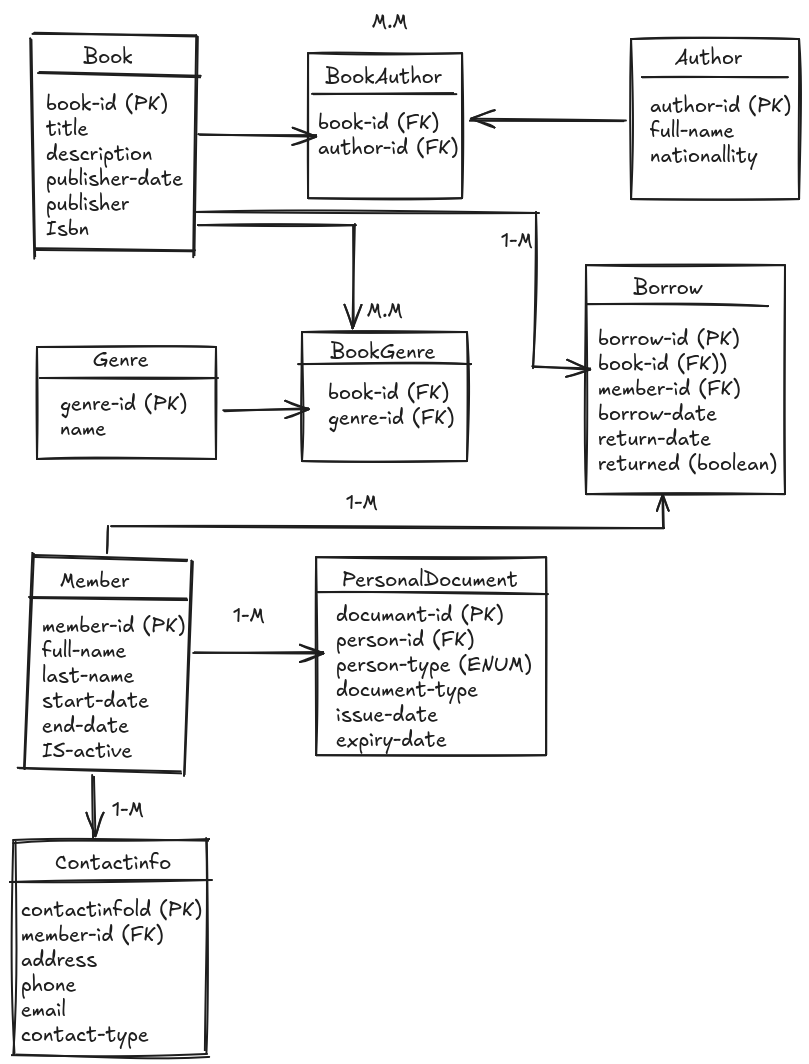 M.M
Book
book-id (PK)
title
description
publisher-date
publisher
Isbn
BookAuthor
book-id (FK)
author-id (FK)
Author
author-id (PK)
full-name
nationallity
1-M
Borrow
borrow-id (PK)
book-id (FK))
member-id (FK)
borrow-date
return-date
returned (boolean)
M.M
Genre
genre-id (PK)
name
BookGenre
book-id (FK)
genre-id (FK)
1-M
Member
member-id (PK)
full-name
last-name
start-date
end-date
IS-active
1-M
PersonalDocument
documant-id (PK)
person-id (FK)
person-type (ENUM)
document-type
issue-date
expiry-date
1-M
Contactinfo
contactinfold (PK)
member-id (FK)
address
phone
email
contact-type